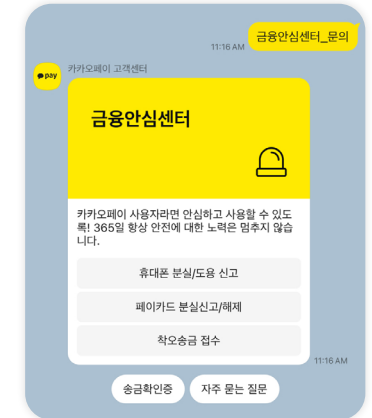 금융안심센터_문의
11:16 AM
pay
카카오페이 고객센터
금융안심센터
카카오페이 사용자라면 안심하고 사용할 수 있도
록! 365일 항상 안전에 대한 노력은 멈추지 않습
니다.
휴대폰 분실/도용 신고
페이카드 분실신고/해제
착오송금 접수
11:16 AM
송금확인증
자주 묻는 질문